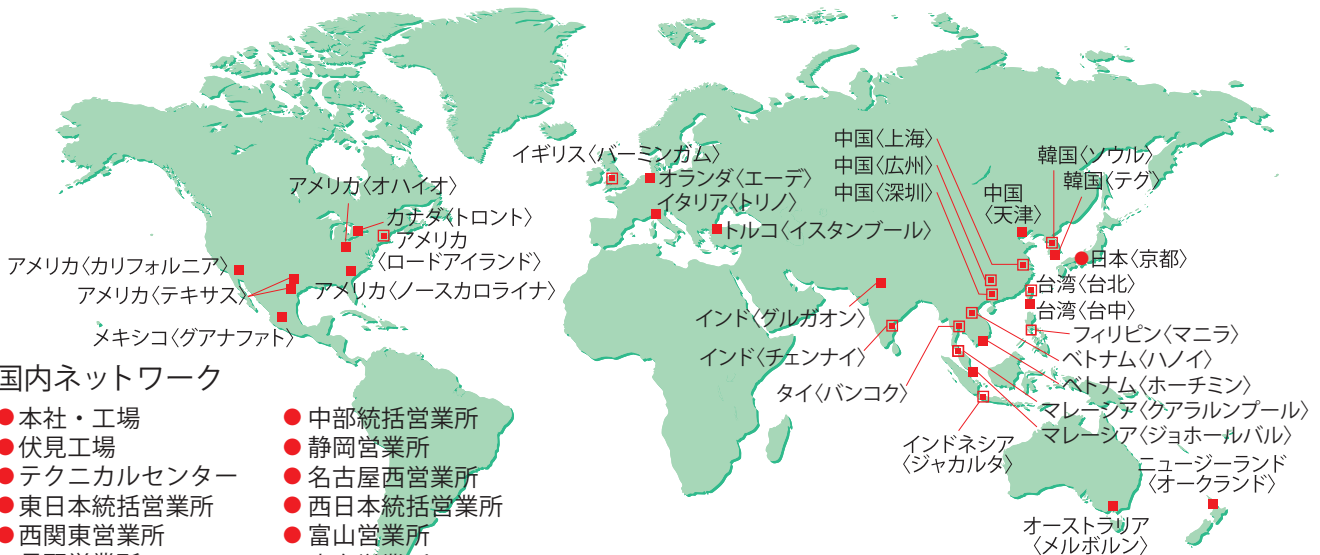 イギリス〈バーミンガム〉
オランダ〈エーデ〉
イタリア〈トリノ〉
トルコ〈イスタンブール〉
アメリカ〈オハイオ〉
カナダ〈トロント〉
アメリカ
〈ロードアイランド〉
アメリカ〈カリフォルニア〉
アメリカ〈テキサス〉
アメリカ〈ノースカロライナ〉
メキシコ〈グアナファト〉
中国〈上海〉
中国〈広州〉
中国〈深圳〉
中国
〈天津〉
韓国〈ソウル〉
韓国〈テグ〉
日本〈京都〉
台湾〈台北〉
台湾〈台中〉
フィリピン〈マニラ〉
インド〈グルガオン〉
インド〈チェンナイ〉
タイ〈バンコク〉
ベトナム〈ハノイ〉
ベトナム〈ホーチミン〉
マレーシア〈クアラルンプール〉
マレーシア〈ジョホールバル〉
インドネシア
〈ジャカルタ〉
ニュージーランド
〈オークランド〉
オーストラリア
〈メルボルン〉
国内ネットワーク
本社・工場
伏見工場
テクニカルセンター
東日本統括営業所
西関東営業所
中部統括営業所
静岡営業所
名古屋西営業所
西日本統括営業所
富山営業所